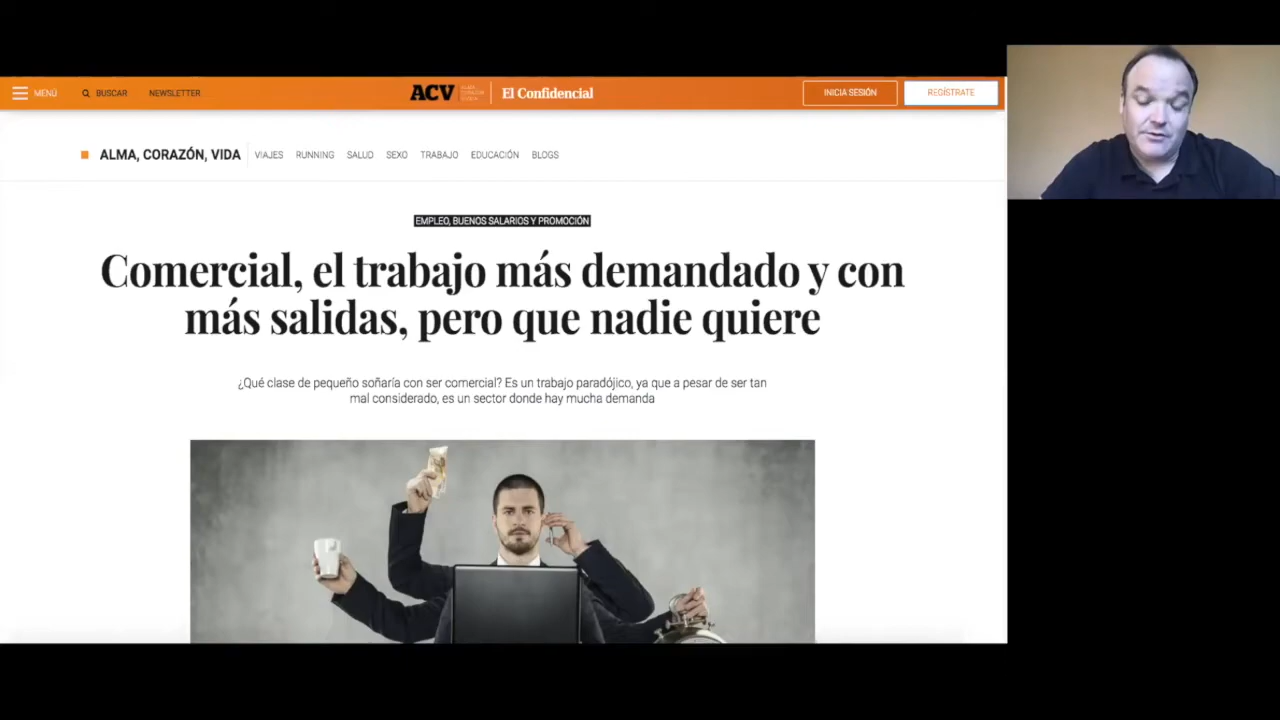 MENÚ
BUSCAR
NEWSLETTER
ACV
El Confidencial
INICIA SESIÓN
REGÍSTRATE
ALMA, CORAZÓN, VIDA
VIAJES
RUNNING
SALUD
SEXO
TRABAJO
EDUCACIÓN
BLOGS
EMPLEO, BUENOS SALARIOS Y PROMOCIÓN
Comercial, el trabajo más demandado y con
más salidas, pero que nadie quiere
¿Qué clase de pequeño soñaría con ser comercial? Es un trabajo paradójico, ya que a pesar de ser tan
mal considerado, es un sector donde hay mucha demanda